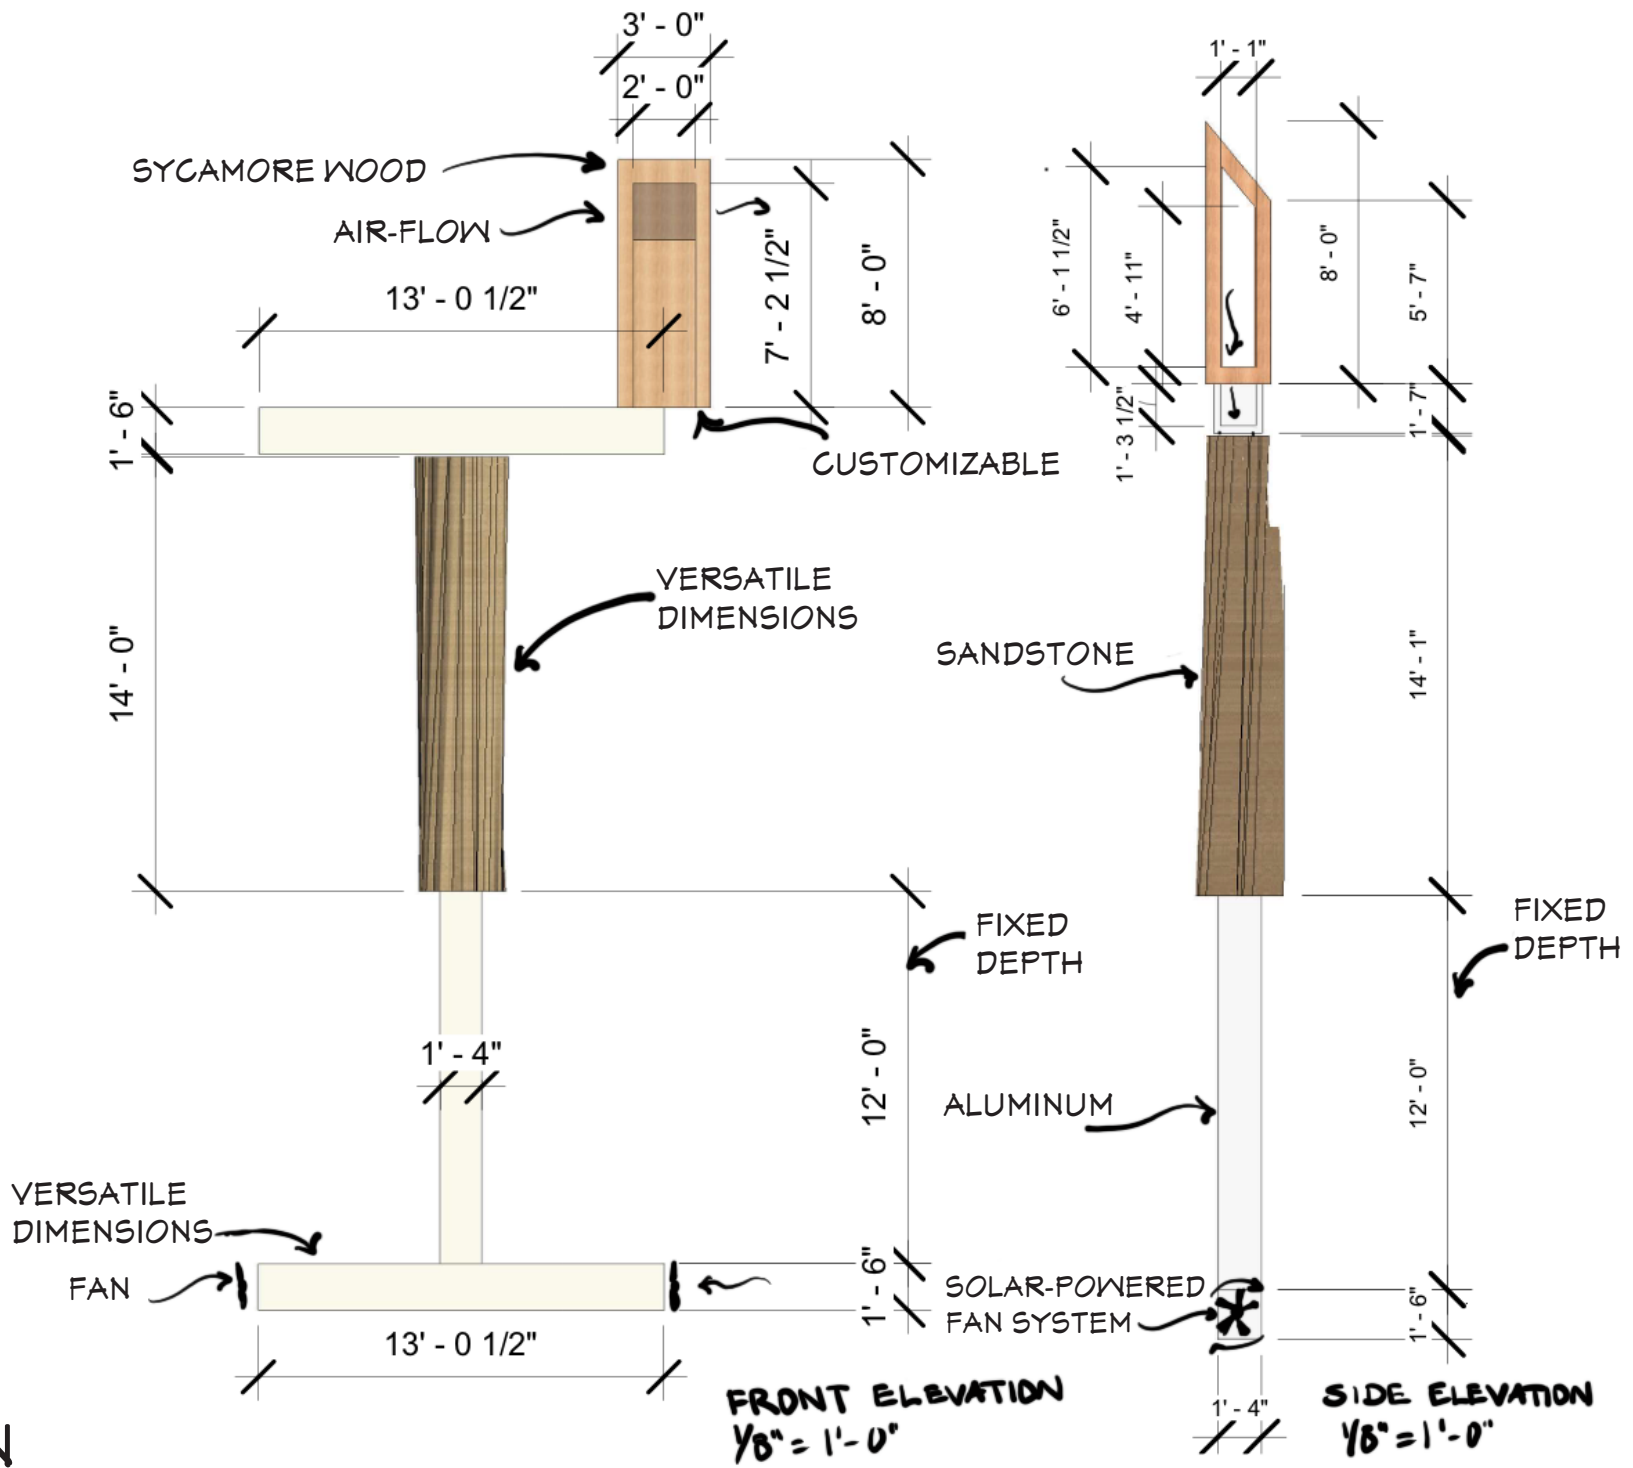 3' - 0"
2' - 0"
SYCAMORE WOOD
AIR-FLOW
13' - 0 1/2"
7' - 2 1/2"
8' - 0"
1' - 6"
CUSTOMIZABLE
VERSATILE
DIMENSIONS
14' - 0"
FIXED
DEPTH
1' - 4"
12' - 0"
VERSATILE
DIMENSIONS
FAN
1' - 6"
13' - 0 1/2"
FRONT ELEVATION
1/8" = 1'-0"
1' - 1"
6' - 1 1/2"
4' - 11"
8' - 0"
5' - 7"
1' - 3 1/2"
1' - 7"
SANDSTONE
14' - 1"
FIXED
DEPTH
ALUMINUM
12' - 0"
SOLAR-POWERED
FAN SYSTEM
1' - 6"
1' - 4"
SIDE ELEVATION
1/8" = 1'-0"
N